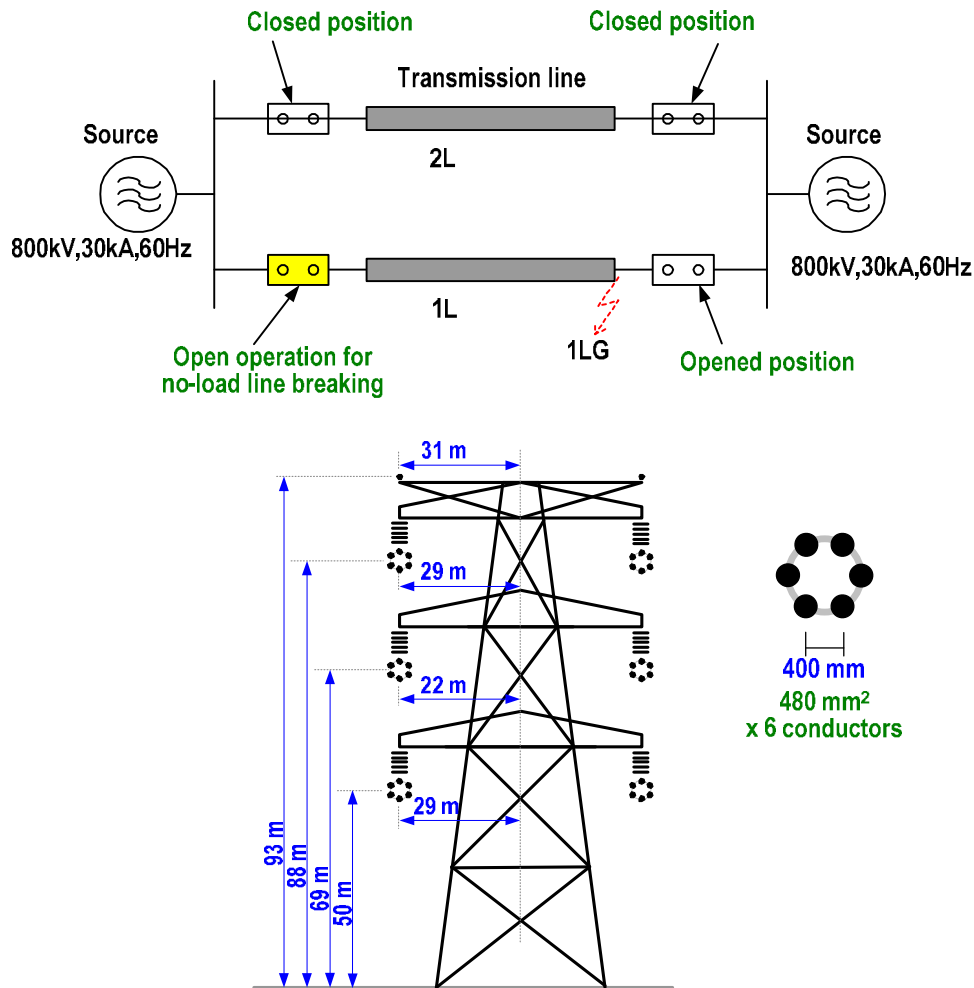 Closed position
Closed position
Transmission line
Source
Source
2L
800kV,30kA,60Hz
800kV,30kA,60Hz
1L
1LG
Open operation for
no-load line breaking
Opened position
31 m
29 m
22 m
29 m
93 m
88 m
69 m
50 m
400 mm
480 mm²
x 6 conductors